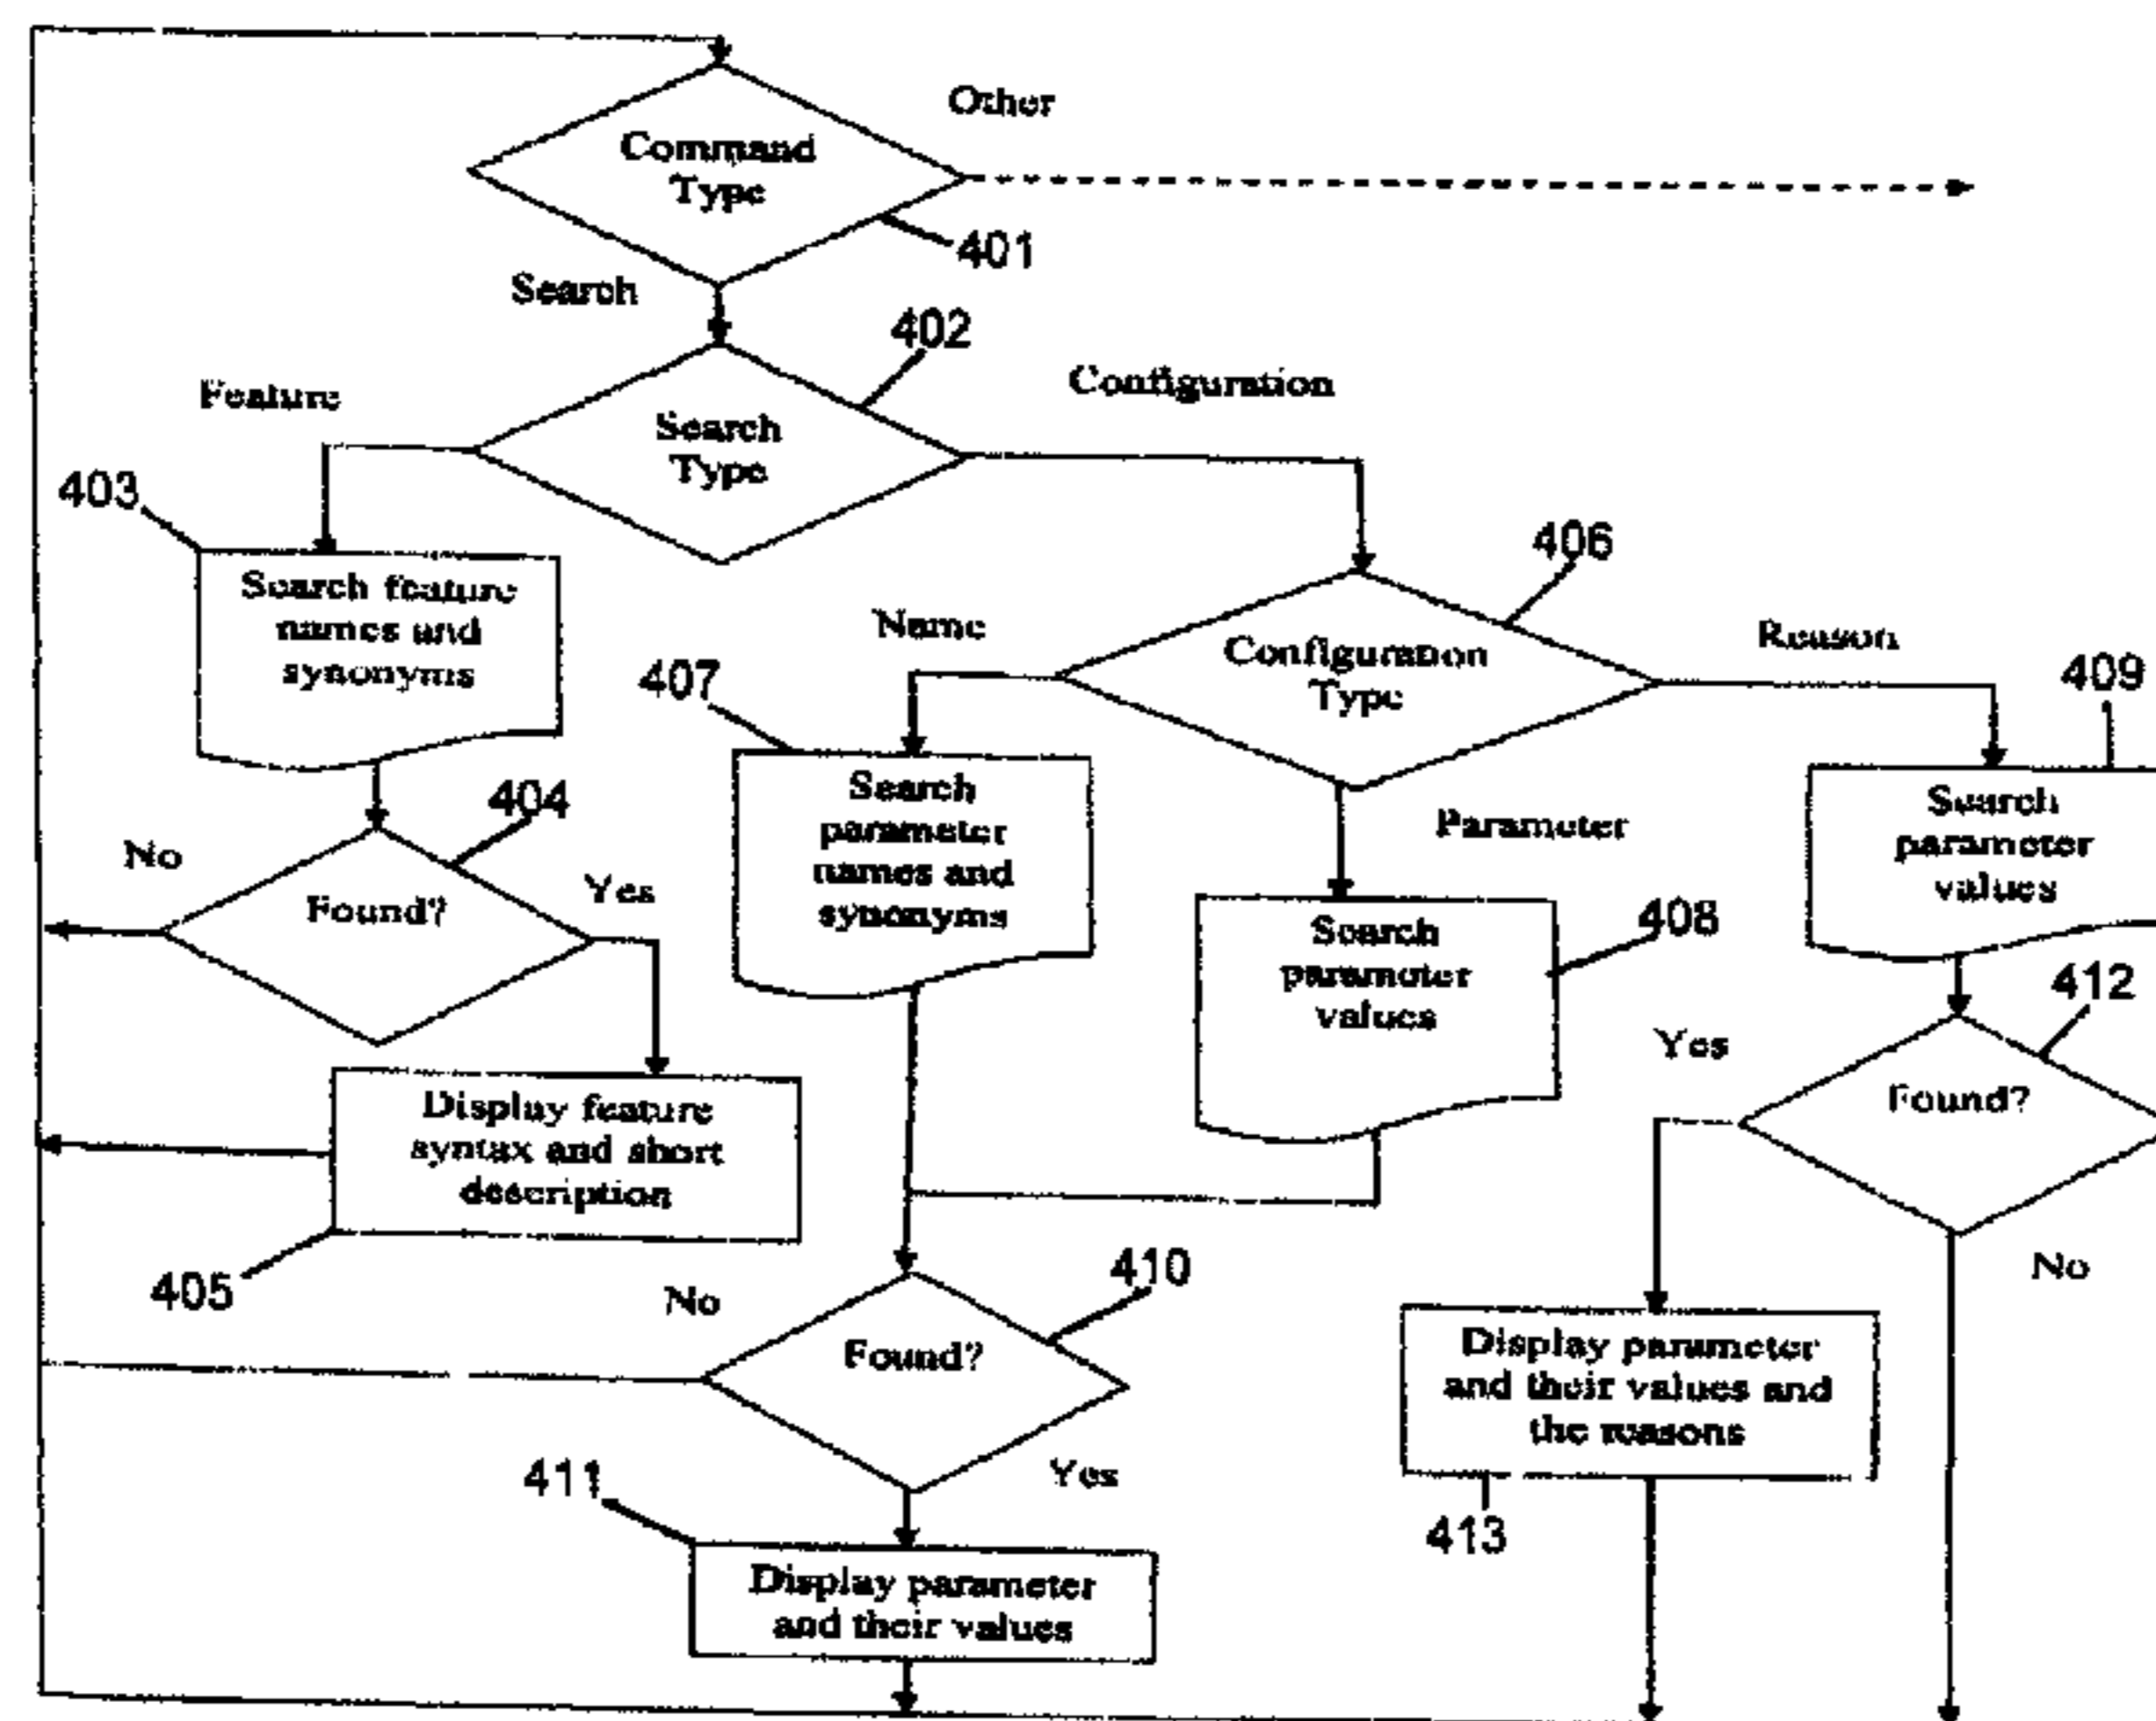 Other
Command
Type
401
Search
402
Feature
Configuration
Search
Type
403
406
Search feature
names and
synonyms
Name
Configuration
Type
Reason
409
407
Search
parameter
names and
synonyms
Parameter
Search
parameter
values
404
No
Found?
Yes
Search
parameter
values
408
412
Yes
Found?
No
Display feature
syntax and short
description
405
410
No
Found?
Yes
Display parameter
and their values and
the reasons
413
411
Display parameter
and their values